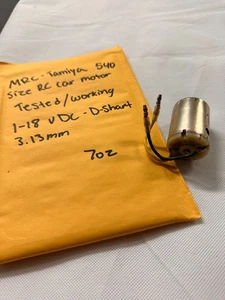 MRC-Tamiya 540
size RC car motor
Tested/working
1-18 VDC-D-shaft
3.13mm
7oz